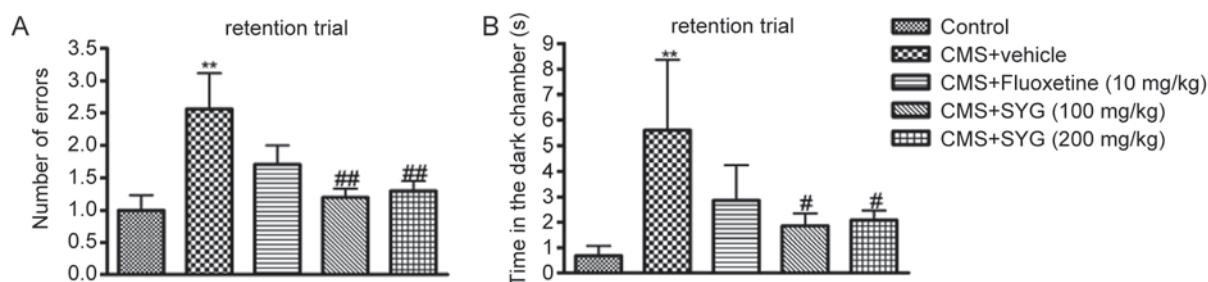 A
retention trial
Number of errors
3.5
3.0
2.5
2.0
1.5
1.0
0.5
0.0
**
##
##
B
retention trial
Time in the dark chamber (s)
9
8
7
6
5
4
3
2
1
0
**
#
#
Control
CMS+vehicle
CMS+Fluoxetine (10 mg/kg)
CMS+SYG (100 mg/kg)
CMS+SYG (200 mg/kg)